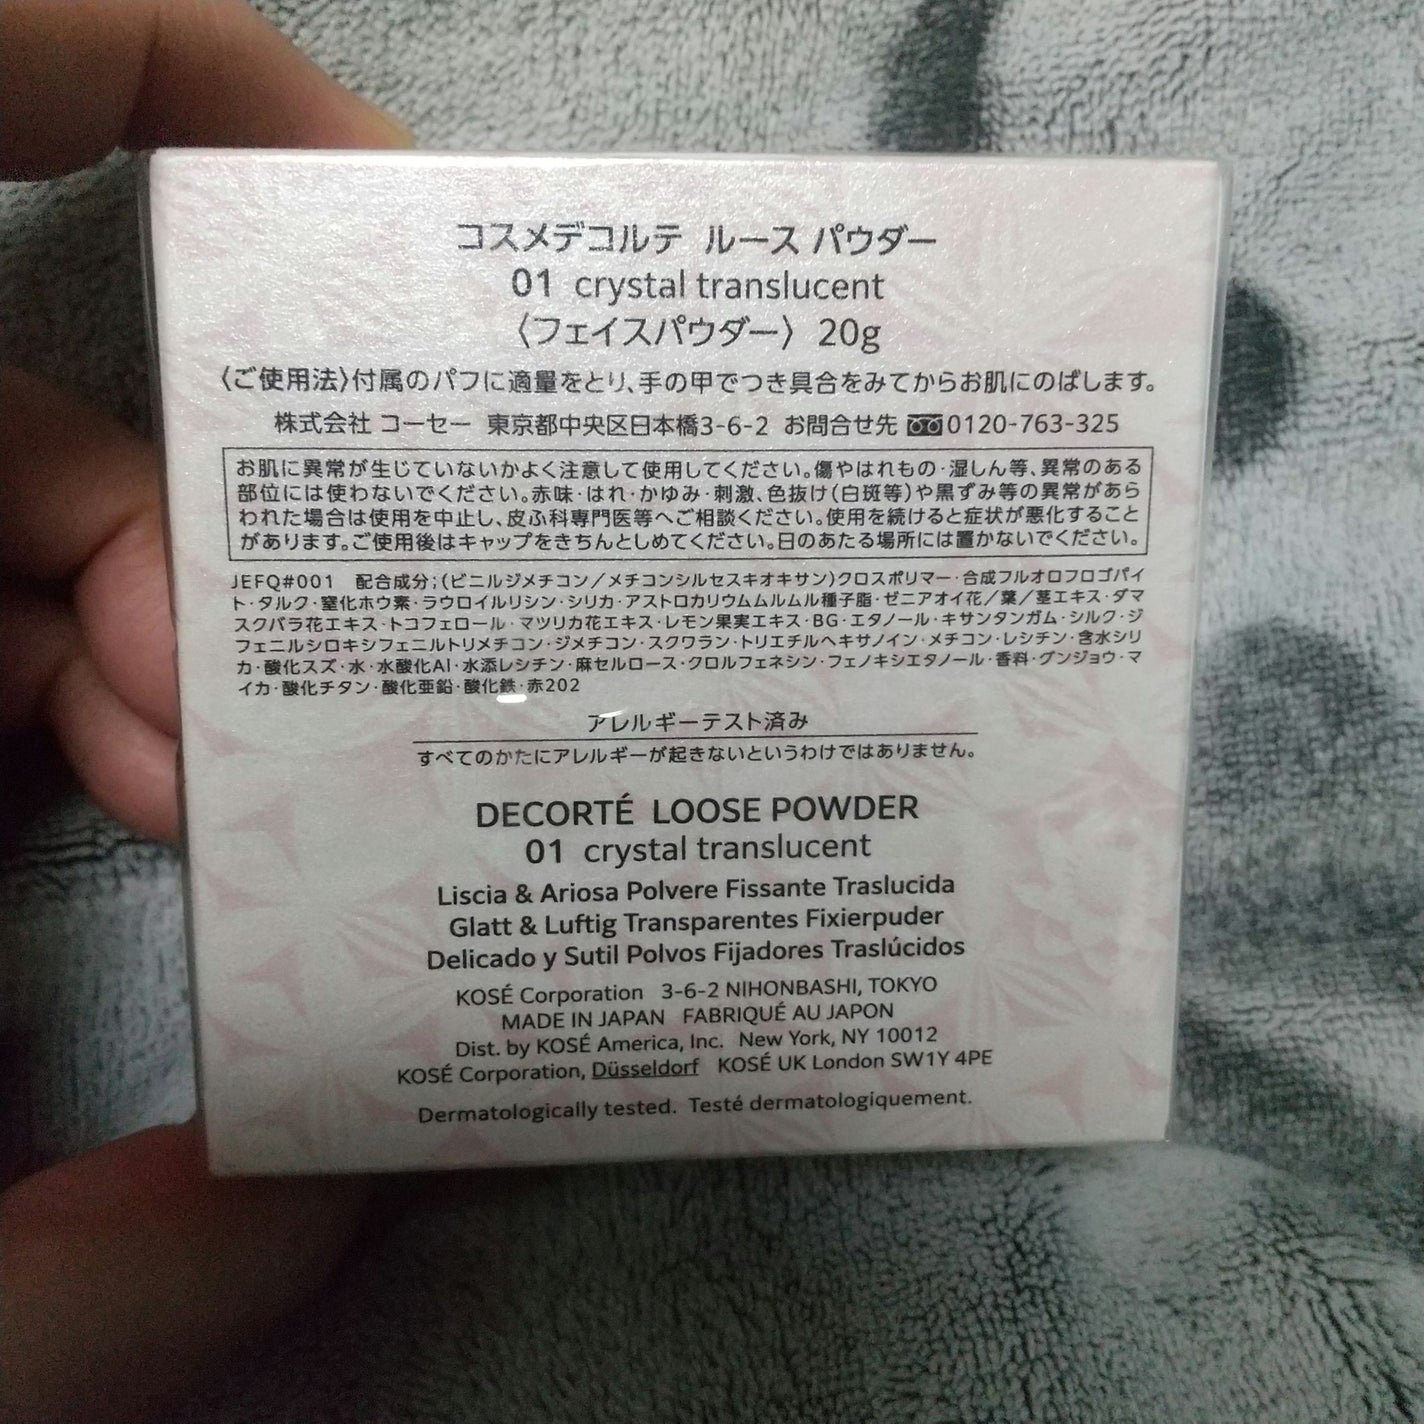 コスメデコルテ ルース パウダー
01 crystal translucent
〈フェイスパウダー〉 20g
〈ご使用法〉付属のパフに適量をとり、手の甲でつき具合をみてからお肌にのばします。
株式会社 コーセー 東京都中央区日本橋3-6-2 お問合せ先 0120-763-325
お肌に異常が生じていないかよく注意して使用してください。傷やはれもの・湿しん等、異常のある
部位には使わないでください。赤味・はれ・かゆみ・刺激、色抜け(白斑等)や黒ずみ等の異常があら
われた場合は使用を中止し、皮ふ科専門医等へご相談ください。使用を続けると症状が悪化すること
があります。ご使用後はキャップをきちんとしめてください。日のあたる場所には置かないでください。
JEFQ#001 配合成分;(ビニルジメチコン/メチコンシルセスキオキサン)クロスポリマー・合成フルオロフロゴパイ
ト・タルク・窒化ホウ素・ラウロイルリシン・シリカ・アストロカリウムムルムル種子脂・ゼニアオイ花/葉/茎エキス・ダマ
スクバラ花エキス・トコフェロール・マツリカ花エキス・レモン果実エキス・BG・エタノール・キサンタンガム・シルク・ジ
フェニルシロキシフェニルトリメチコン・ジメチコン・スクワラン・トリエチルヘキサノイン・メチコン・レシチン・含水シリ
カ・酸化スズ・水・水酸化Al・水添レシチン・麻セルロース・クロルフェネシン・フェノキシエタノール・香料・グンジョウ・マ
イカ・酸化チタン・酸化亜鉛・酸化鉄・赤202
アレルギーテスト済み
すべてのかたにアレルギーが起きないというわけではありません。
DECORTÉ LOOSE POWDER
01 crystal translucent
Liscia & Ariosa Polvere Fissante Traslucida
Glatt & Luftig Transparentes Fixierpuder
Delicado y Sutil Polvos Fijadores Traslúcidos
KOSÉ Corporation 3-6-2 NIHONBASHI, TOKYO
MADE IN JAPAN FABRIQUÉ AU JAPON
Dist. by KOSÉ America, Inc. New York, NY 10012
KOSÉ Corporation, Düsseldorf KOSÉ UK London SW1Y 4PE
Dermatologically tested. Testé dermatologiquement.